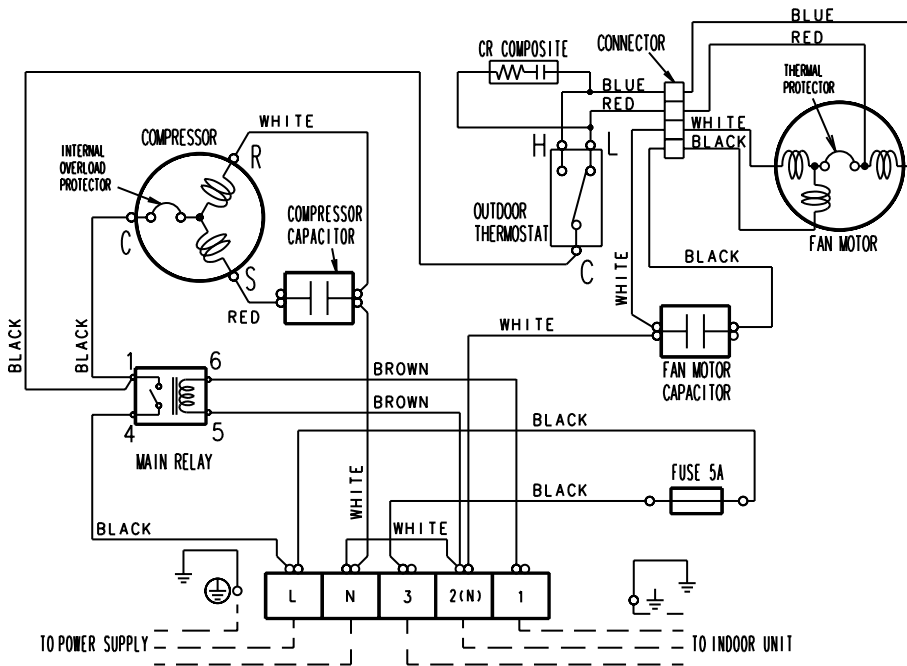 BLUE
RED
CR COMPOSITE
CONNECTOR
THERMAL
PROTECTOR
BLUE
RED
WHITE
WHITE
BLACK
COMPRESSOR
INTERNAL
OVERLOAD
PROTECTOR
R
H
L
COMPRESSOR
CAPACITOR
OUTDOOR
THERMOSTAT
FAN MOTOR
C
S
C
BLACK
WHITE
RED
WHITE
BLACK
BLACK
1
6
BROWN
FAN MOTOR
CAPACITOR
BROWN
4
5
BLACK
MAIN RELAY
FUSE 5A
BLACK
WHITE
BLACK
WHITE
L
N
3
2(N)
1
TO POWER SUPPLY
TO INDOOR UNIT